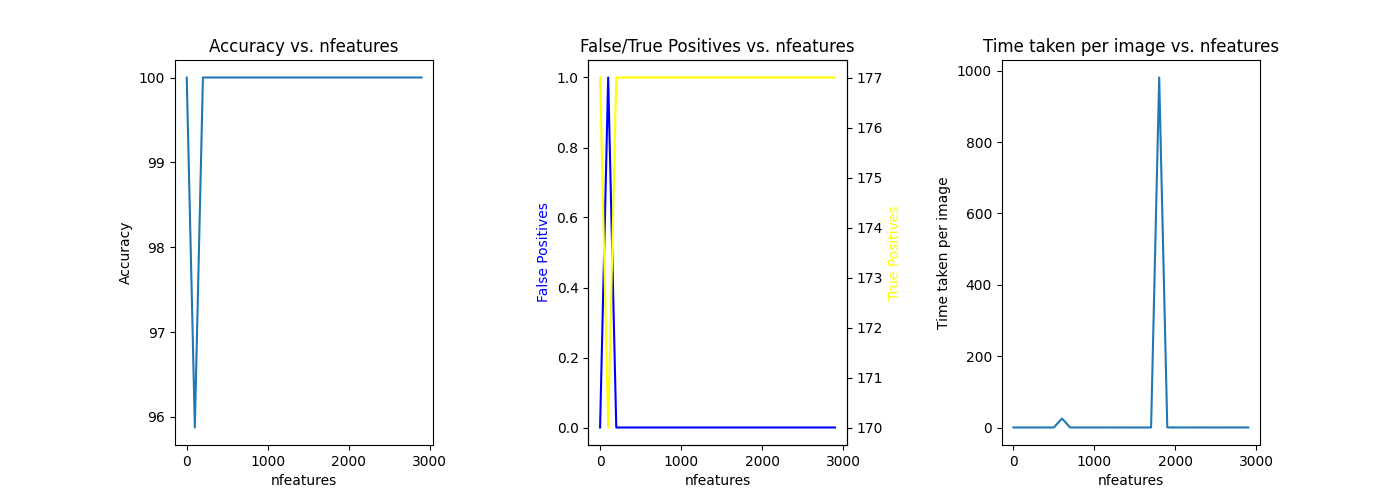 Accuracy vs. nfeatures
100
99
98
97
96
Accuracy
0 1000 2000 3000
nfeatures
False/True Positives vs. nfeatures
1.0
0.8
0.6
0.4
0.2
0.0
False Positives
177
176
175
174
173
172
171
170
True Positives
0 1000 2000 3000
nfeatures
Time taken per image vs. nfeatures
1000
800
600
400
200
0
Time taken per image
0 1000 2000 3000
nfeatures